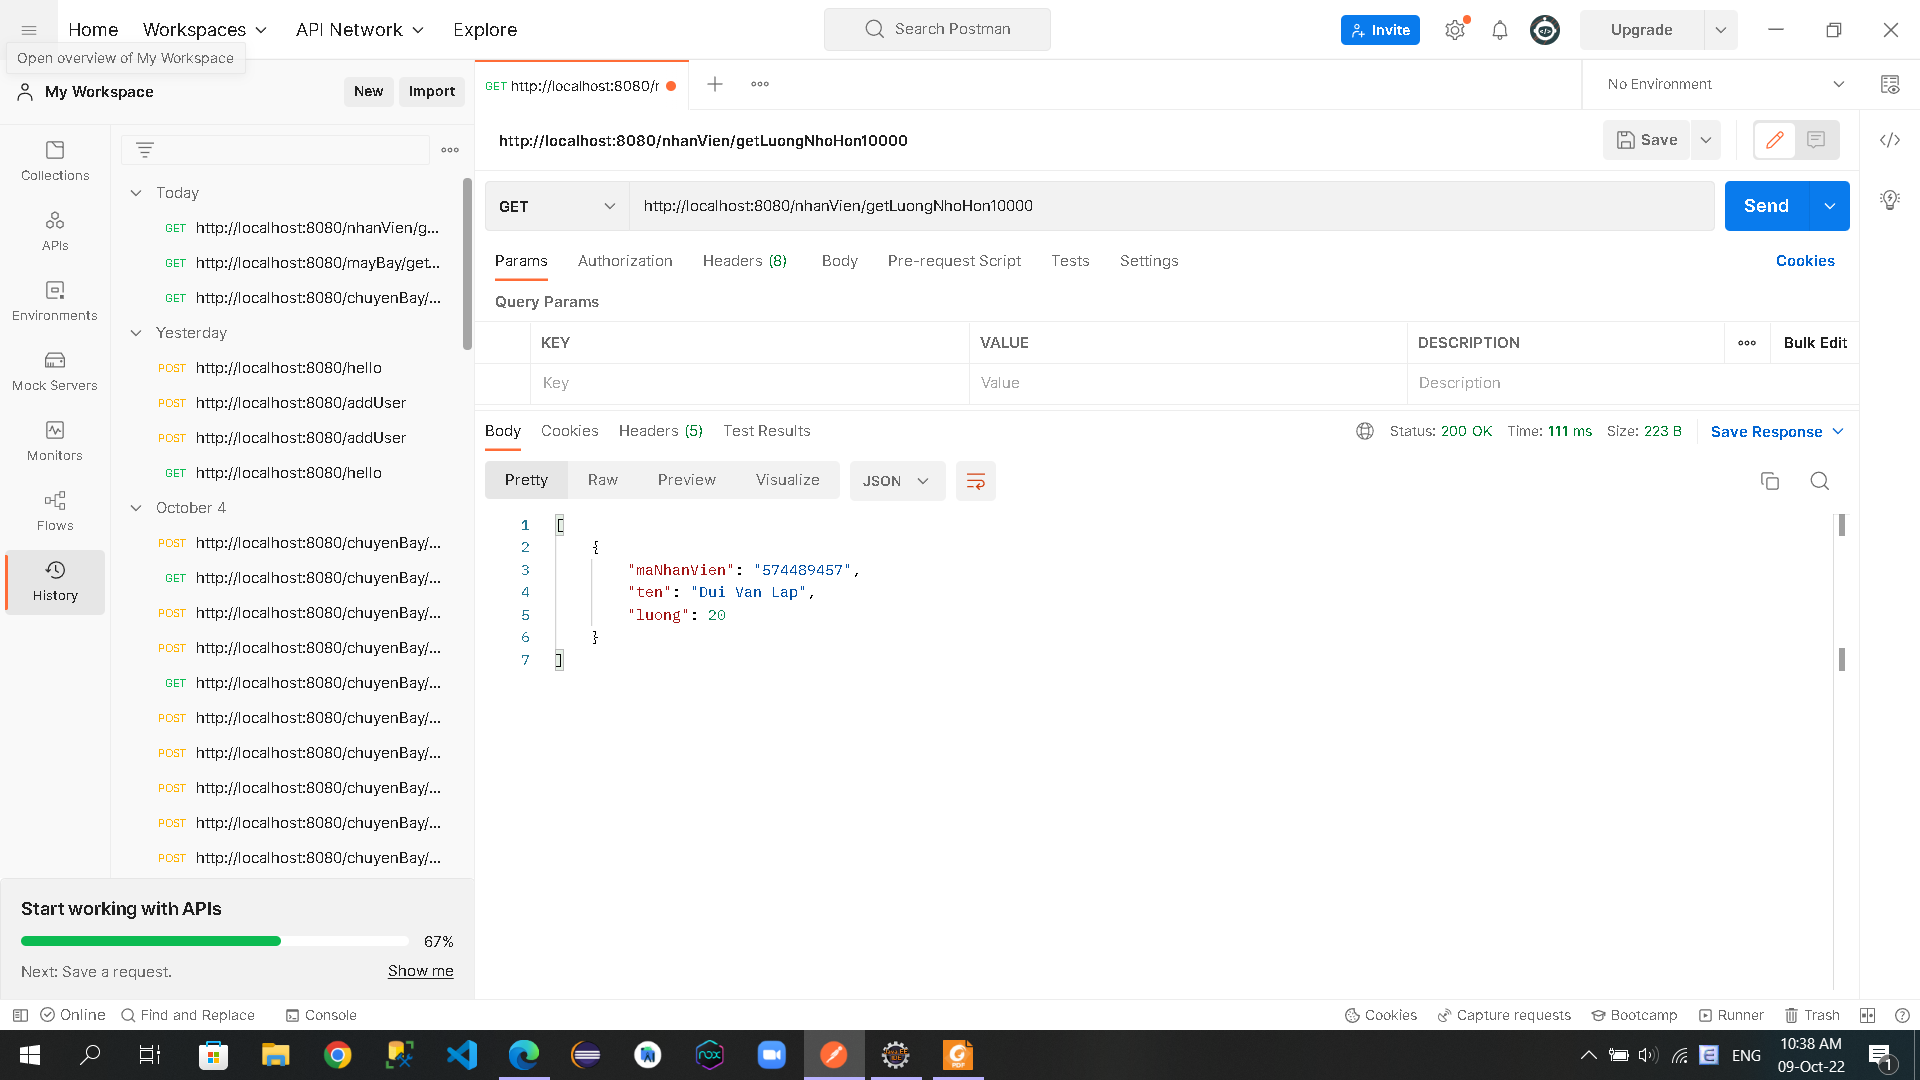 Home
Workspaces
API Network
Explore
Search Postman
Invite
Upgrade
Open overview of My Workspace
My Workspace
New
Import
GET http://localhost:8080/r
No Environment
http://localhost:8080/nhanVien/getLuongNhoHon10000
Save
Collections
APIs
Environments
Mock Servers
Monitors
Flows
History
Today
GET http://localhost:8080/nhanVien/g...
GET http://localhost:8080/mayBay/get...
GET http://localhost:8080/chuyenBay/...
Yesterday
POST http://localhost:8080/hello
POST http://localhost:8080/addUser
POST http://localhost:8080/addUser
GET http://localhost:8080/hello
October 4
POST http://localhost:8080/chuyenBay/...
GET http://localhost:8080/chuyenBay/...
POST http://localhost:8080/chuyenBay/...
POST http://localhost:8080/chuyenBay/...
GET http://localhost:8080/chuyenBay/...
POST http://localhost:8080/chuyenBay/...
POST http://localhost:8080/chuyenBay/...
POST http://localhost:8080/chuyenBay/...
POST http://localhost:8080/chuyenBay/...
POST http://localhost:8080/chuyenBay/...
Start working with APIs
67%
Next: Save a request.
Show me
GET
http://localhost:8080/nhanVien/getLuongNhoHon10000
Send
Params
Authorization
Headers (8)
Body
Pre-request Script
Tests
Settings
Cookies
Query Params
KEY
VALUE
DESCRIPTION
Bulk Edit
Key
Value
Description
Body
Cookies
Headers (5)
Test Results
Status: 200 OK
Time: 111 ms
Size: 223 B
Save Response
Pretty
Raw
Preview
Visualize
JSON
1 [
2 {
3 "maNhanVien": "574489457",
4 "ten": "Dui Van Lap",
5 "luong": 20
6 }
7 ]
Online
Find and Replace
Console
Cookies
Capture requests
Bootcamp
Runner
Trash
nox
PDF
ENG
10:38 AM
09-Oct-22
1